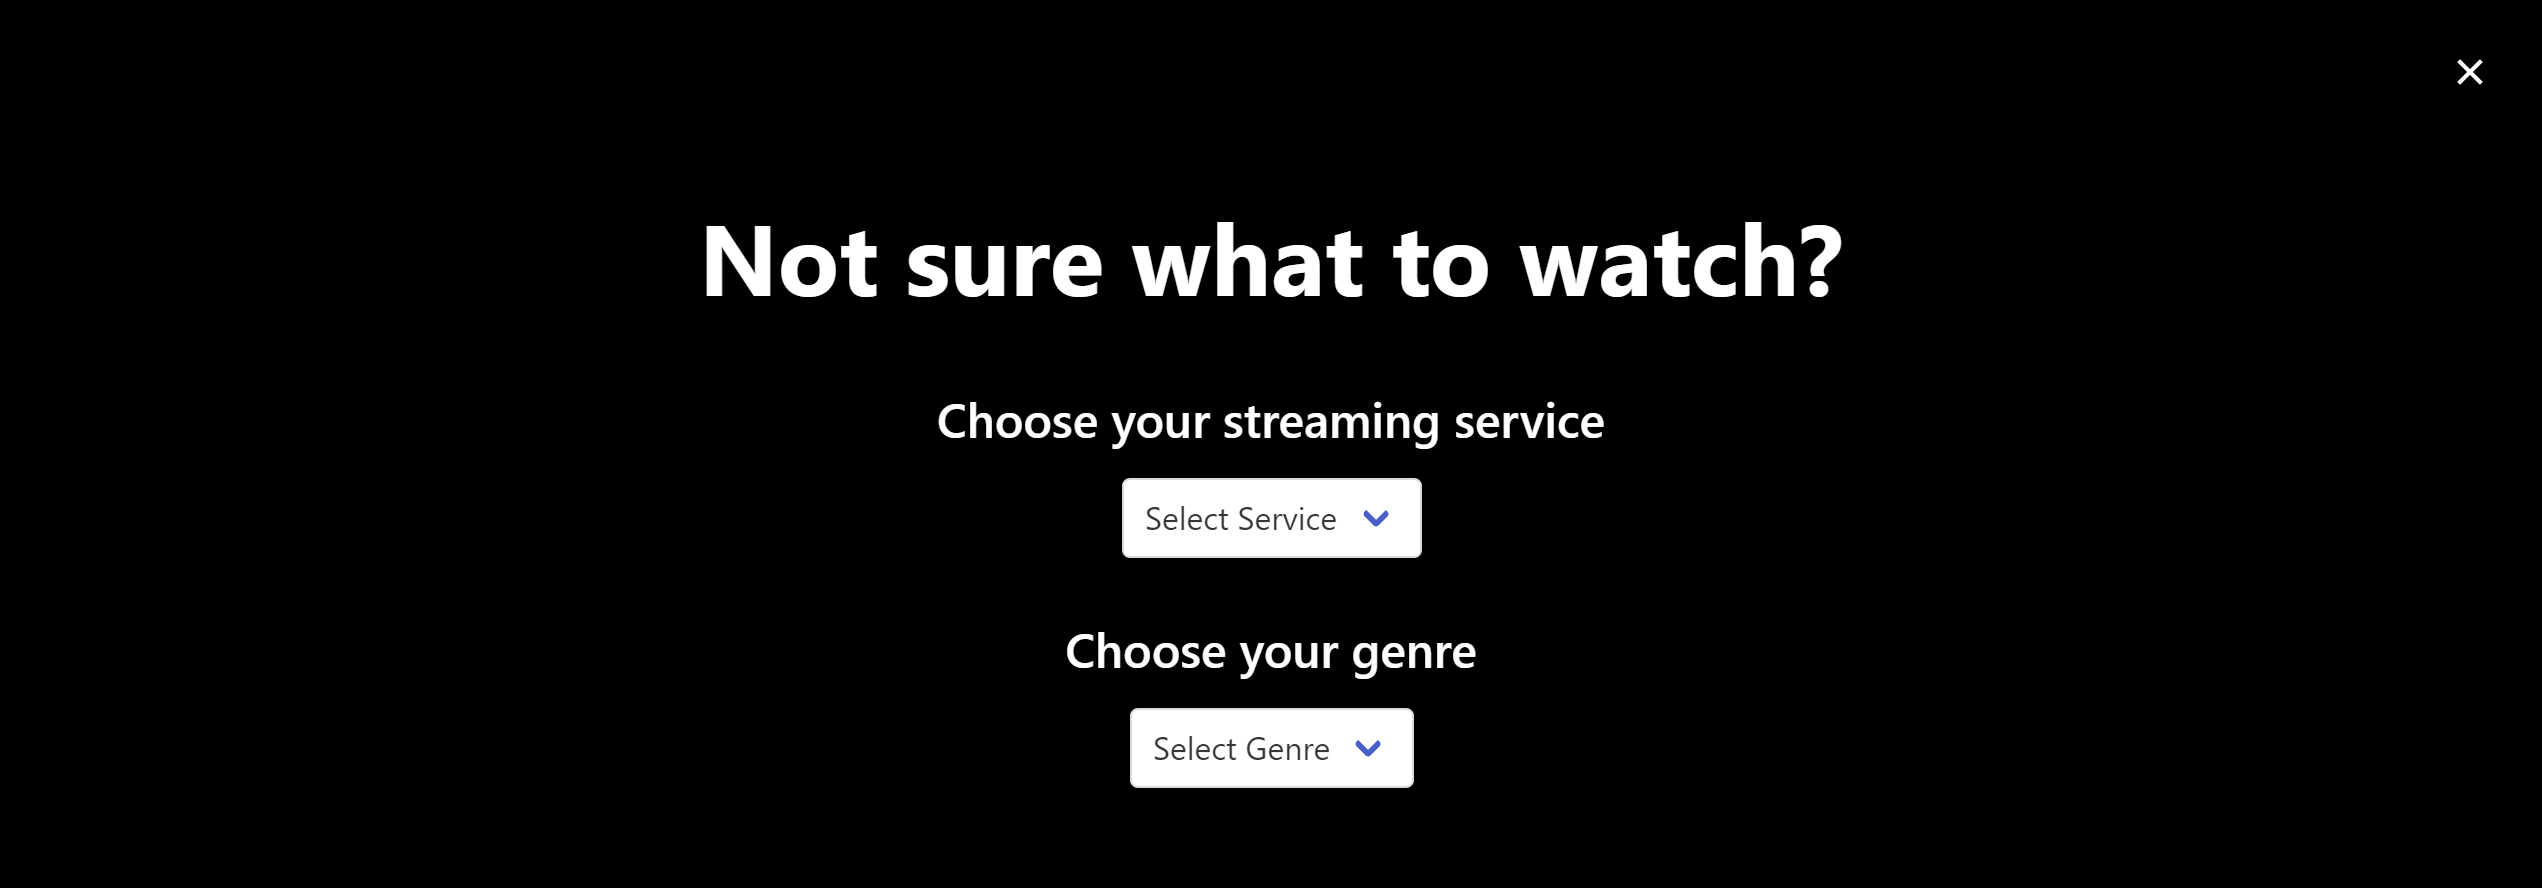 Not sure what to watch?
Choose your streaming service
Select Service
Choose your genre
Select Genre